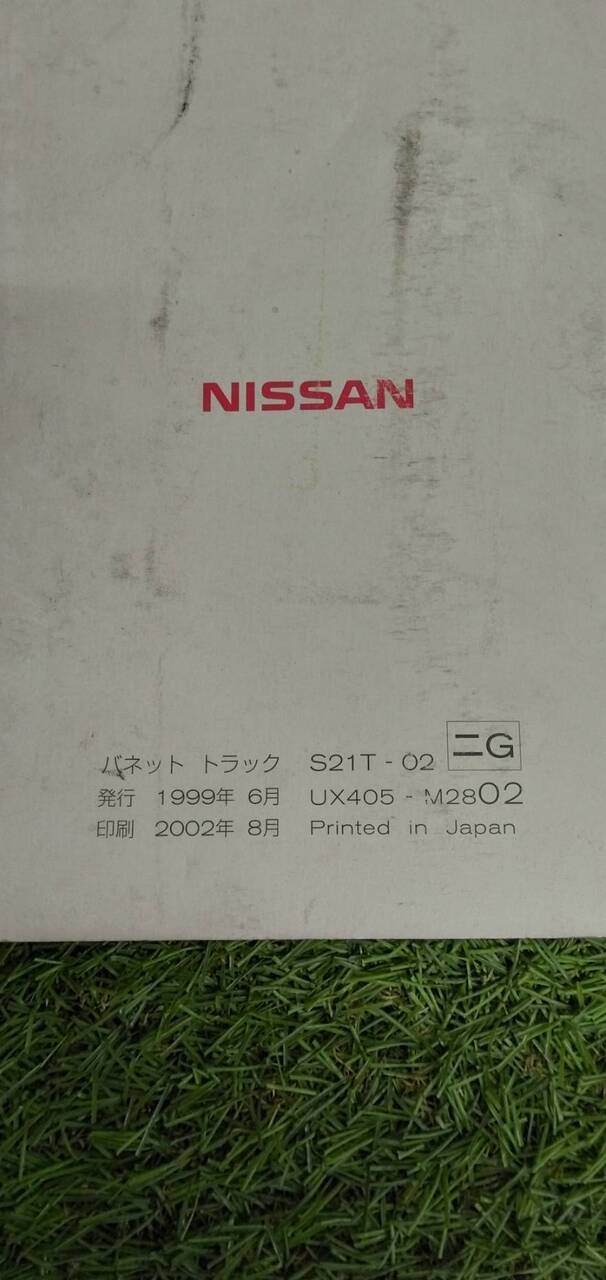 NISSAN
バネット トラック S21T - 02 ニG
発行 1999年 6月 UX405 - M2802
印刷 2002年 8月 Printed in Japan